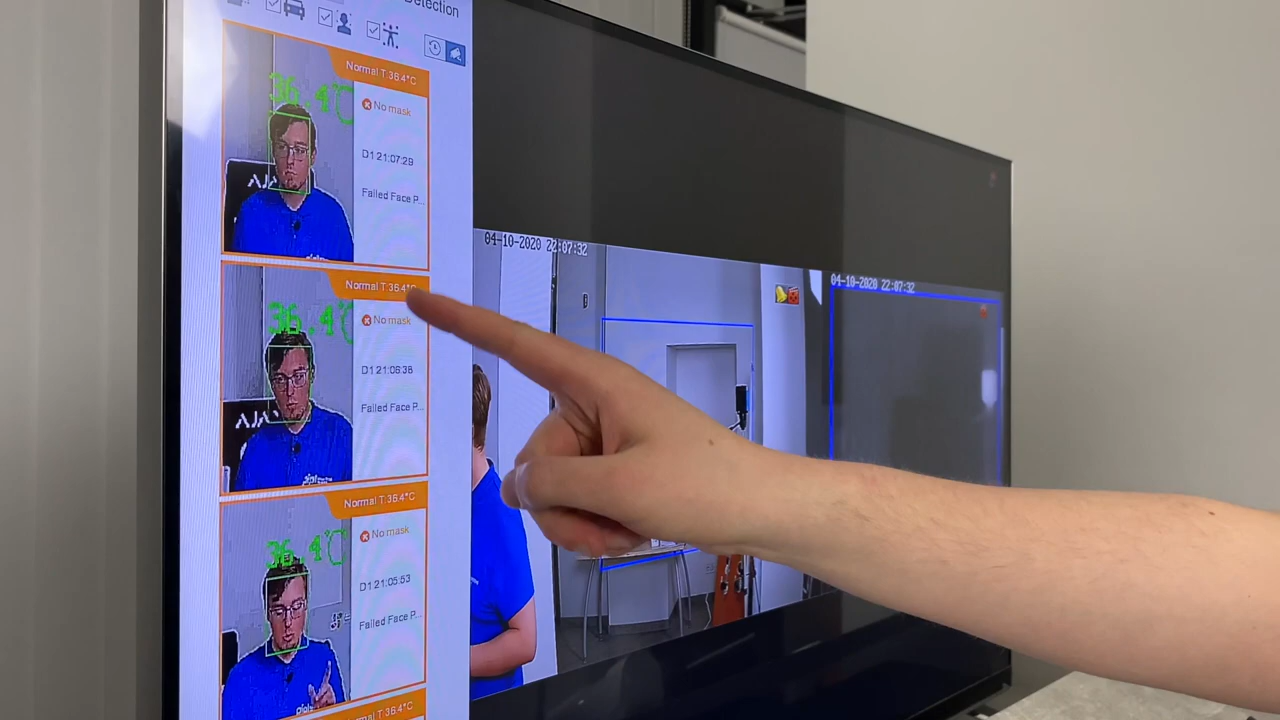 Detection
Normal T:36.4°C
36.4℃
No mask
D1 21:07:29
Failed Face P...
AJA
Normal T:36.4°C
36.4
No mask
D1 21:06:38
Failed Face P...
AJA
Normal T:36.4°C
36.4℃
No mask
D1 21:05:53
Failed Face P...
Normal T:36.4°C
04-10-2020 22:07:32
04-10-2020 22:07:32